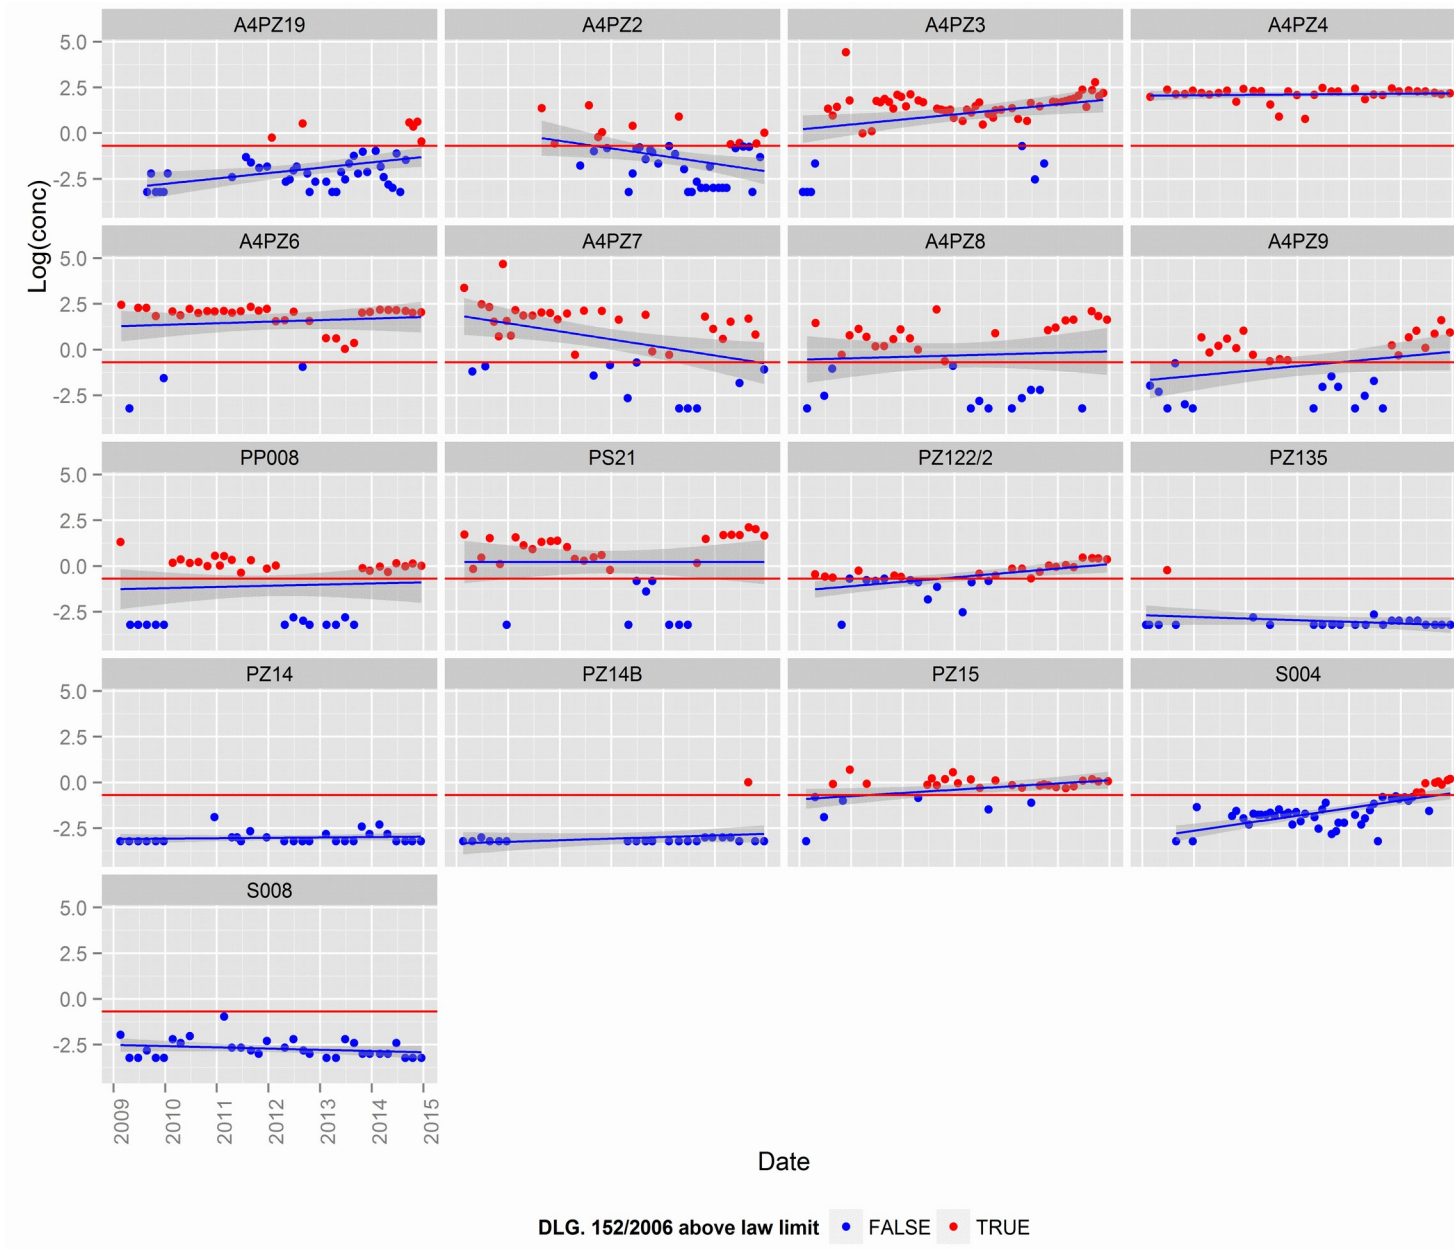 A4PZ19 A4PZ2 A4PZ3 A4PZ4
5.0
2.5
0.0
-2.5
Log(conc)
A4PZ6 A4PZ7 A4PZ8 A4PZ9
5.0
2.5
0.0
-2.5
PP008 PS21 PZ122/2 PZ135
5.0
2.5
0.0
-2.5
PZ14 PZ14B PZ15 S004
5.0
2.5
0.0
-2.5
S008
5.0
2.5
0.0
-2.5
2009 2010 2011 2012 2013 2014 2015
Date
DLG. 152/2006 above law limit FALSE TRUE